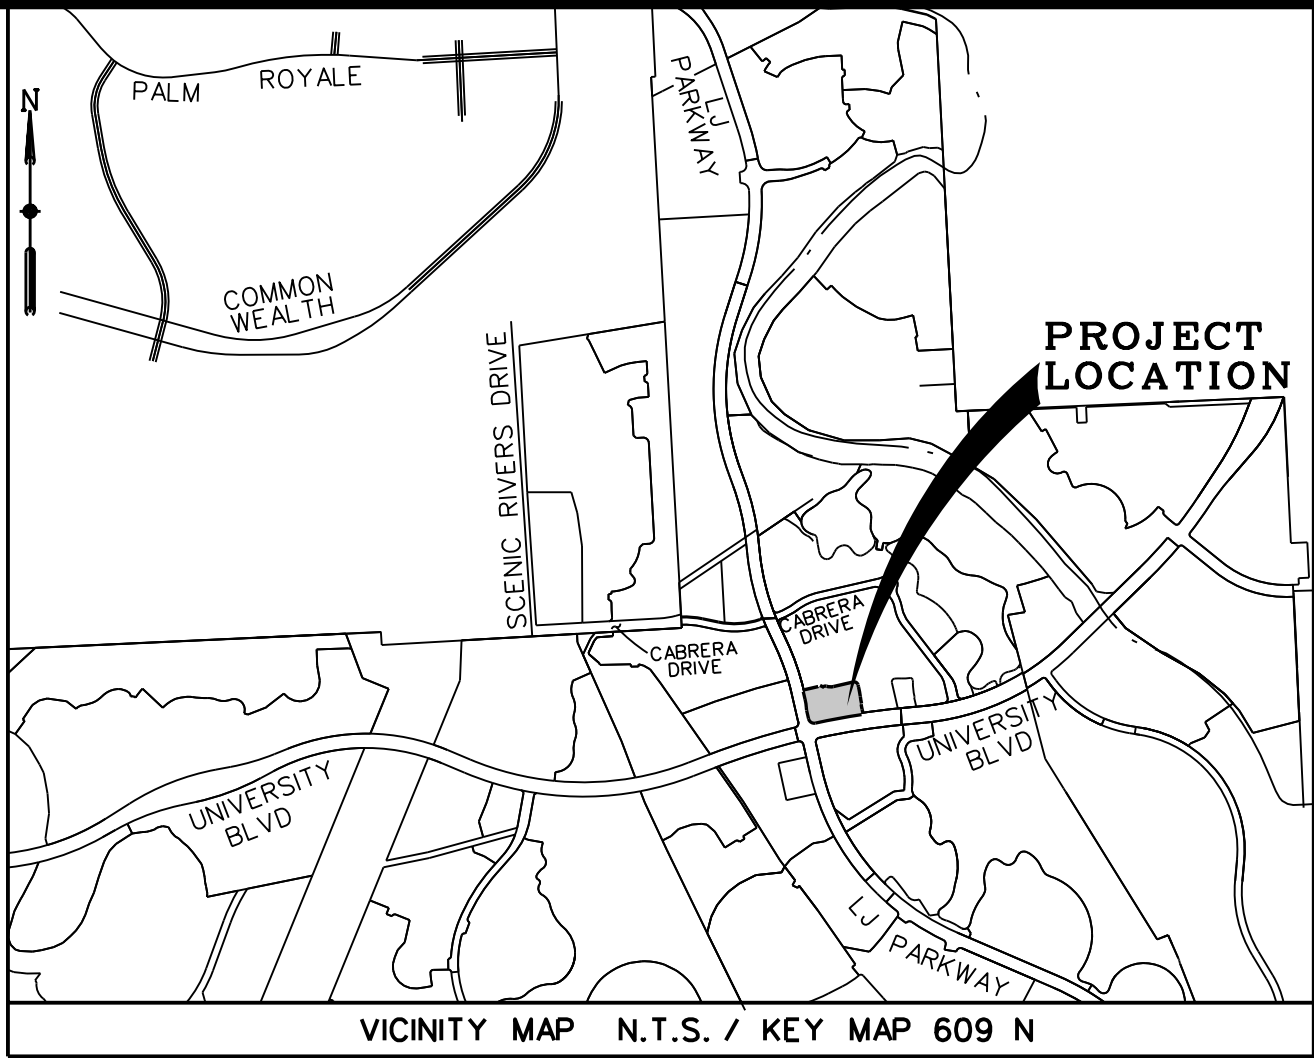 PALM
ROYALE
LJ
PARKWAY
N
COMMON
WEALTH
PROJECT
LOCATION
SCENIC RIVERS DRIVE
CABRERA
DRIVE
CABRERA
DRIVE
UNIVERSITY
BLVD
UNIVERSITY
BLVD
LJ
PARKWAY
VICINITY MAP N.T.S. / KEY MAP 609 N